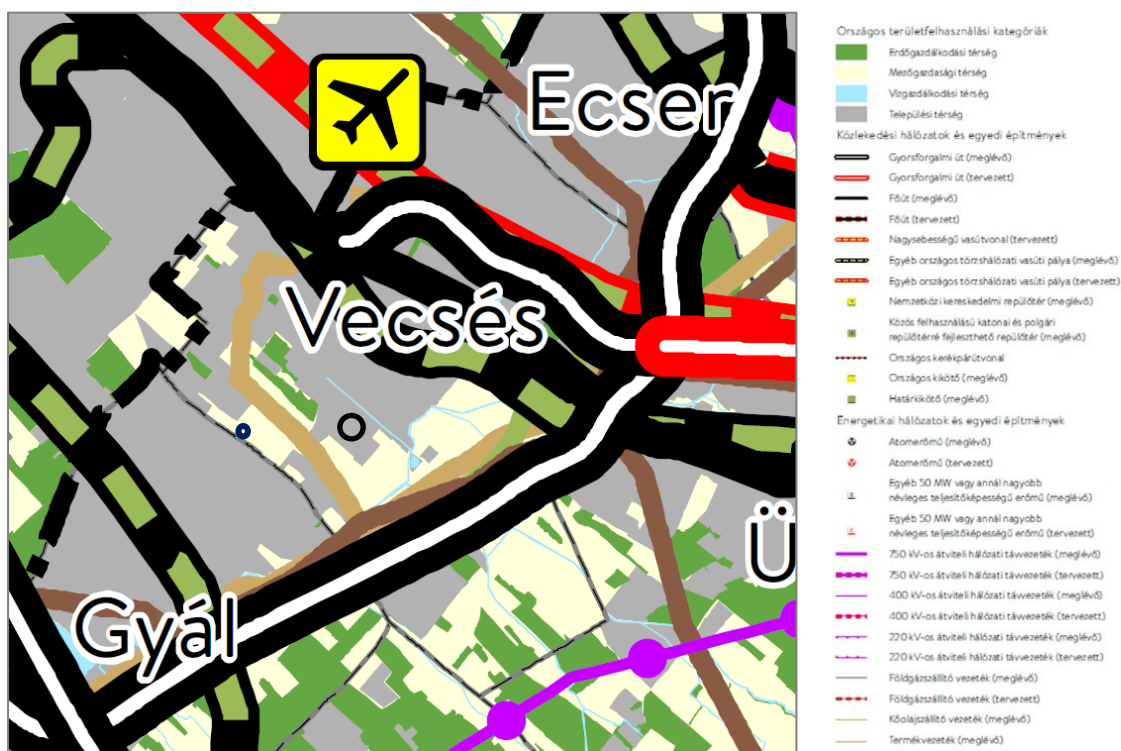 Ecser
Vecsés
Ü
Gyál
Országos területfelhasználási kategóriák
Erdőgazdálkodási térség
Mezőgazdasági térség
Vízgazdálkodási térség
Települési térség
Közlekedési hálózatok és egyedi építmények
Gyorsforgalmi út (meglévő)
Gyorsforgalmi út (tervezett)
Főút (meglévő)
Főút (tervezett)
Nagysebességű vasútvonal (tervezett)
Egyéb országos törzshálózati vasúti pálya (meglévő)
Egyéb országos törzshálózati vasúti pálya (tervezett)
Nemzetközi kereskedelmi repülőtér (meglévő)
Közös felhasználású katonai és polgári
repülőtérré fejleszthető repülőtér (meglévő)
Országos kerékpárútvonal
Országos kikötő (meglévő)
Határkikötő (meglévő)
Energetikai hálózatok és egyedi építmények
Atomerőmű (meglévő)
Atomerőmű (tervezett)
Egyéb 50 MW vagy annál nagyobb
névleges teljesítőképességű erőmű (meglévő)
Egyéb 50 MW vagy annál nagyobb
névleges teljesítőképességű erőmű (tervezett)
750 kV-os átviteli hálózati távvezeték (meglévő)
750 kV-os átviteli hálózati távvezeték (tervezett)
400 kV-os átviteli hálózati távvezeték (meglévő)
400 kV-os átviteli hálózati távvezeték (tervezett)
220 kV-os átviteli hálózati távvezeték (meglévő)
220 kV-os átviteli hálózati távvezeték (tervezett)
Földgázszállító vezeték (meglévő)
Földgázszállító vezeték (tervezett)
Kőolajszállító vezeték (meglévő)
Termékvezeték (meglévő)